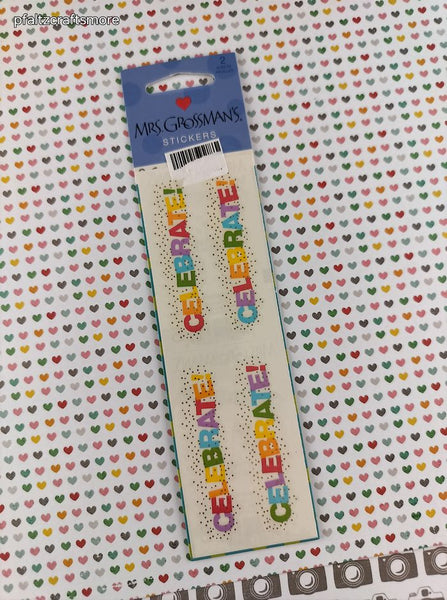 pfaltzcraftsmore
2
MRS. GROSSMAN'S.
STICKERS
CELEBRATE!
CELEBRATE!
CELEBRATE!
CELEBRATE!